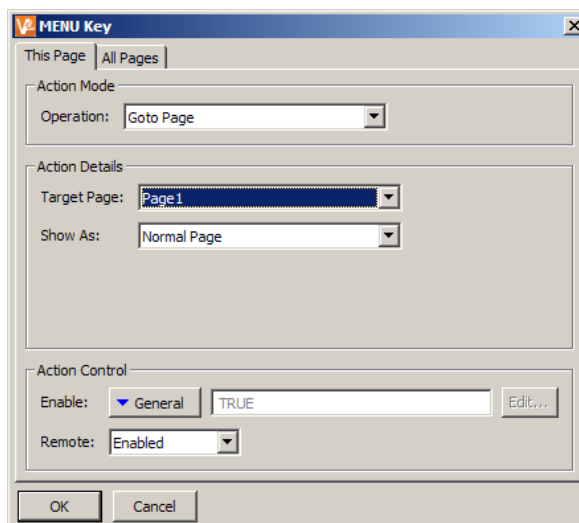 MENU Key
This Page All Pages
Action Mode
Operation: Goto Page
Action Details
Target Page: Page1
Show As: Normal Page
Action Control
Enable: General TRUE Edit...
Remote: Enabled
OK Cancel